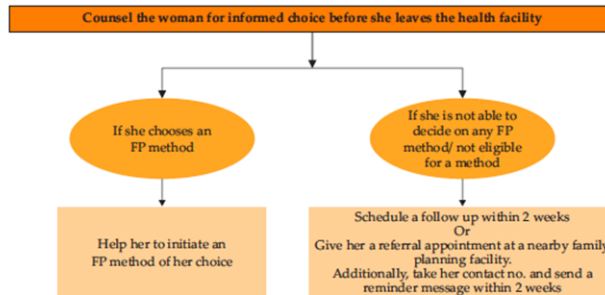 Counsel the woman for informed choice before she leaves the health facility
If she chooses an
FP method
If she is not able to
decide on any FP
method/ not eligible
for a method
Help her to initiate an
FP method of her choice
Schedule a follow up within 2 weeks
Or
Give her a referral appointment at a nearby family
planning facility.
Additionally, take her contact no. and send a
reminder message within 2 weeks